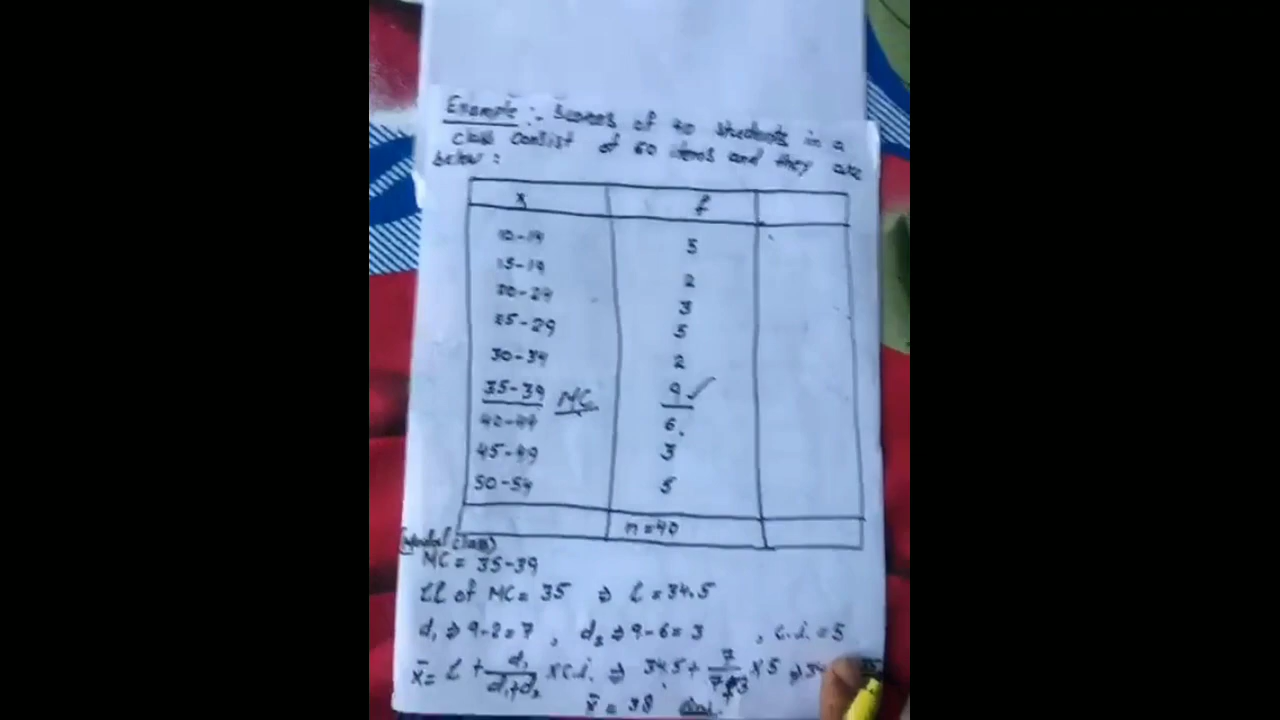 Example :- Scores of 40 students in a
class consist of 60 items and they are
below :
x f
10-14 5
15-19 2
20-24 3
25-29 5
30-34 2
35-39 MC 9 ✓
40-44 6
45-49 3
50-54 5
n = 40
(Modal class)
MC = 35-39
LL of MC = 35 ⇒ L = 34.5
d₁ ⇒ 9-2 = 7 , d₂ ⇒ 9-6 = 3 , c.i. = 5
x̄ = L + d₁/(d₁+d₂) × c.i. ⇒ 34.5 + 7/(7+3) × 5 ⇒ 34
x̄ = 38 Ans.